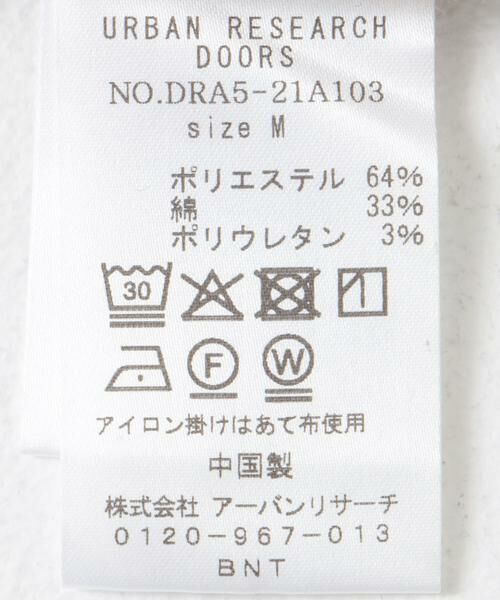 URBAN RESEARCH
DOORS
NO.DRA5-21A103
size M
ポリエステル 64%
綿 33%
ポリウレタン 3%
30
F W
アイロン掛けはあて布使用
中国製
株式会社 アーバンリサーチ
0120-967-013
BNT